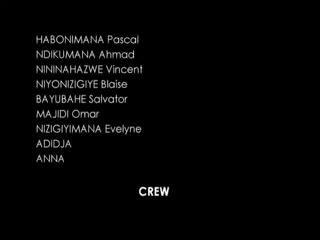 HABONIMANA Pascal
NDIKUMANA Ahmad
NININAHAZWE Vincent
NIYONIZIGIYE Blaise
BAYUBAHE Salvator
MAJIDI Omar
NIZIGIYIMANA Evelyne
ADIDJA
ANNA
CREW